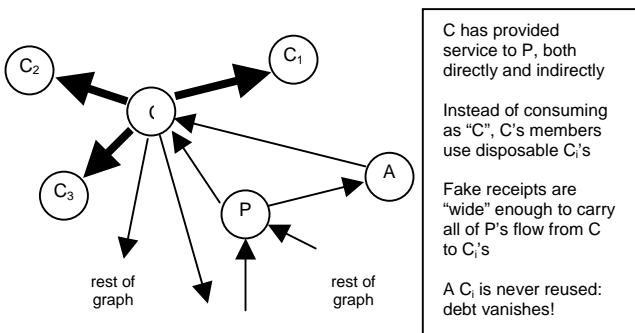 C2
C1
C
C3
A
P
rest of
graph
rest of
graph
C has provided
service to P, both
directly and indirectly
Instead of consuming
as “C”, C’s members
use disposable Ci’s
Fake receipts are
“wide” enough to carry
all of P’s flow from C
to Ci’s
A Ci is never reused:
debt vanishes!